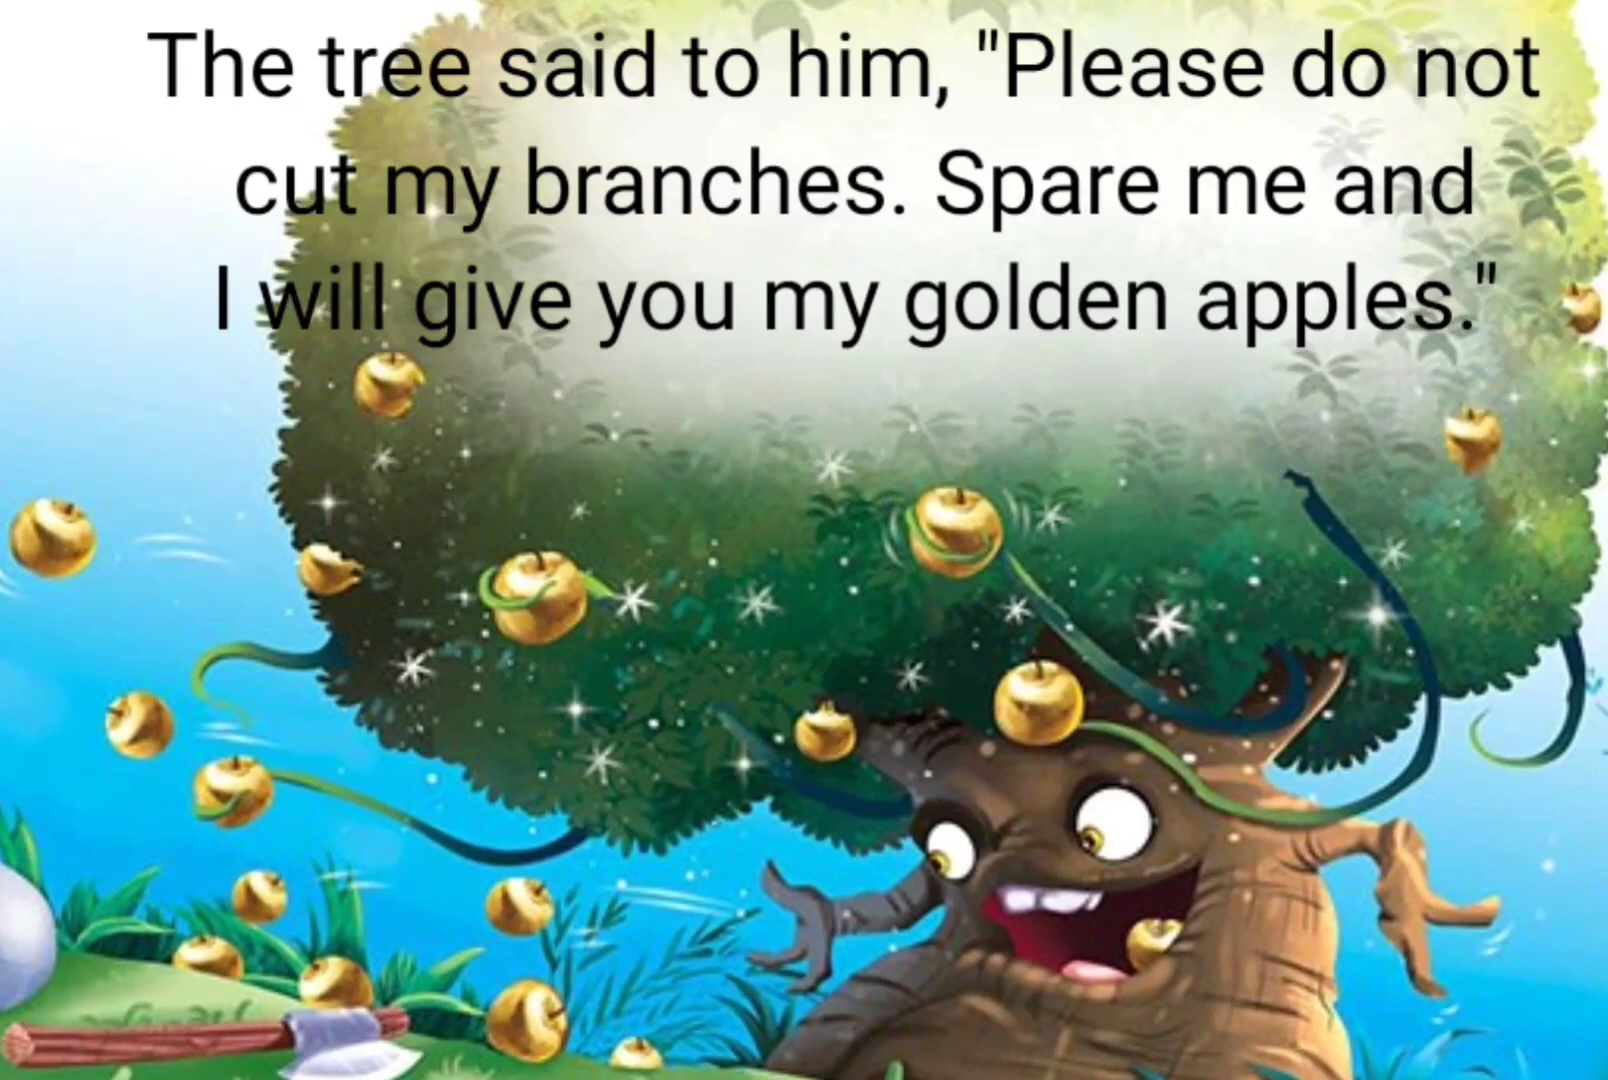 The tree said to him, "Please do not
cut my branches. Spare me and
I will give you my golden apples."